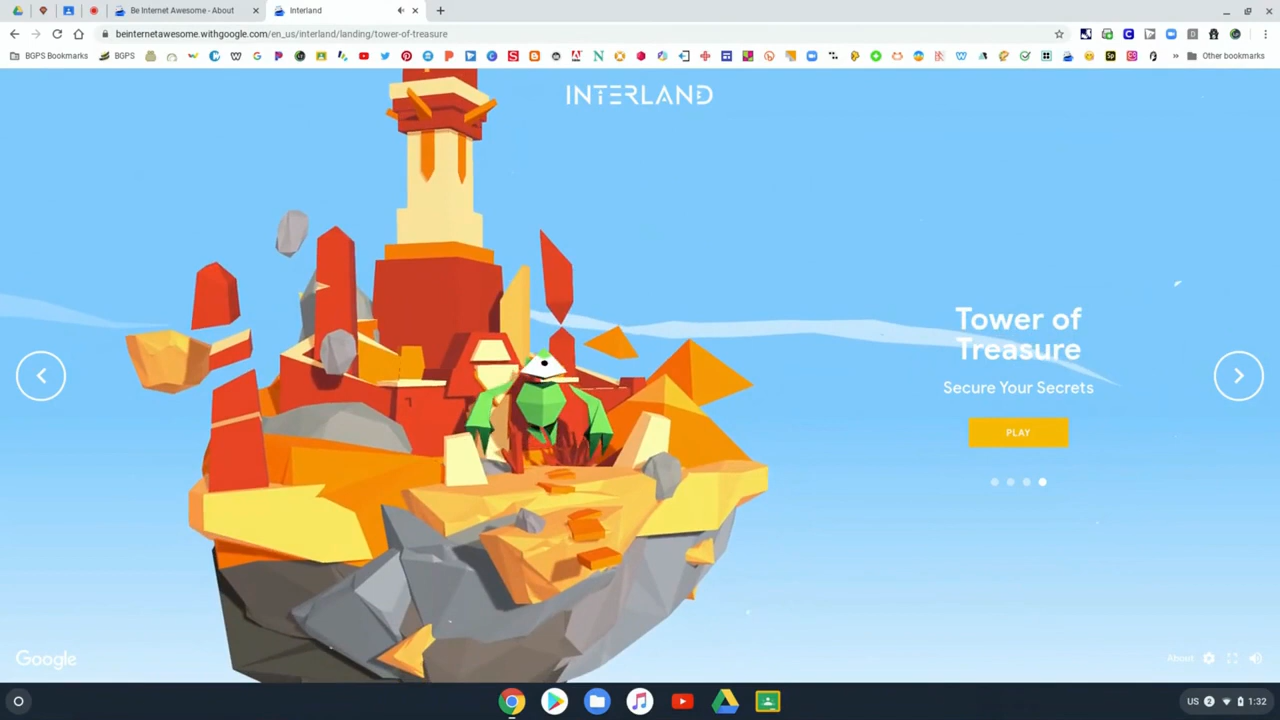 Be Internet Awesome - About
Interland
beinternetawesome.withgoogle.com/en_us/interland/landing/tower-of-treasure
BGPS Bookmarks
BGPS
Other bookmarks
INTERLAND
Tower of
Treasure
Secure Your Secrets
PLAY
Google
About
US 2 1:32